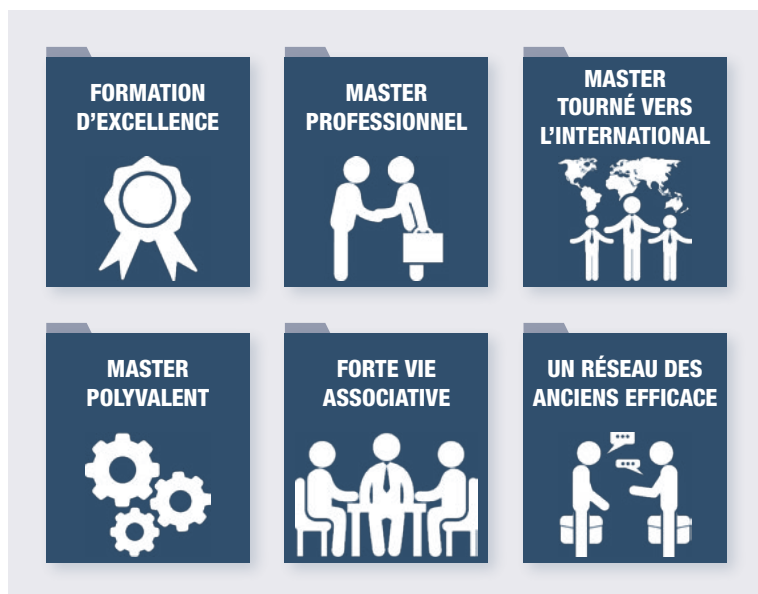 FORMATION
D'EXCELLENCE
MASTER
PROFESSIONNEL
MASTER
TOURNÉ VERS
L'INTERNATIONAL
MASTER
POLYVALENT
FORTE VIE
ASSOCIATIVE
UN RÉSEAU DES
ANCIENS EFFICACE